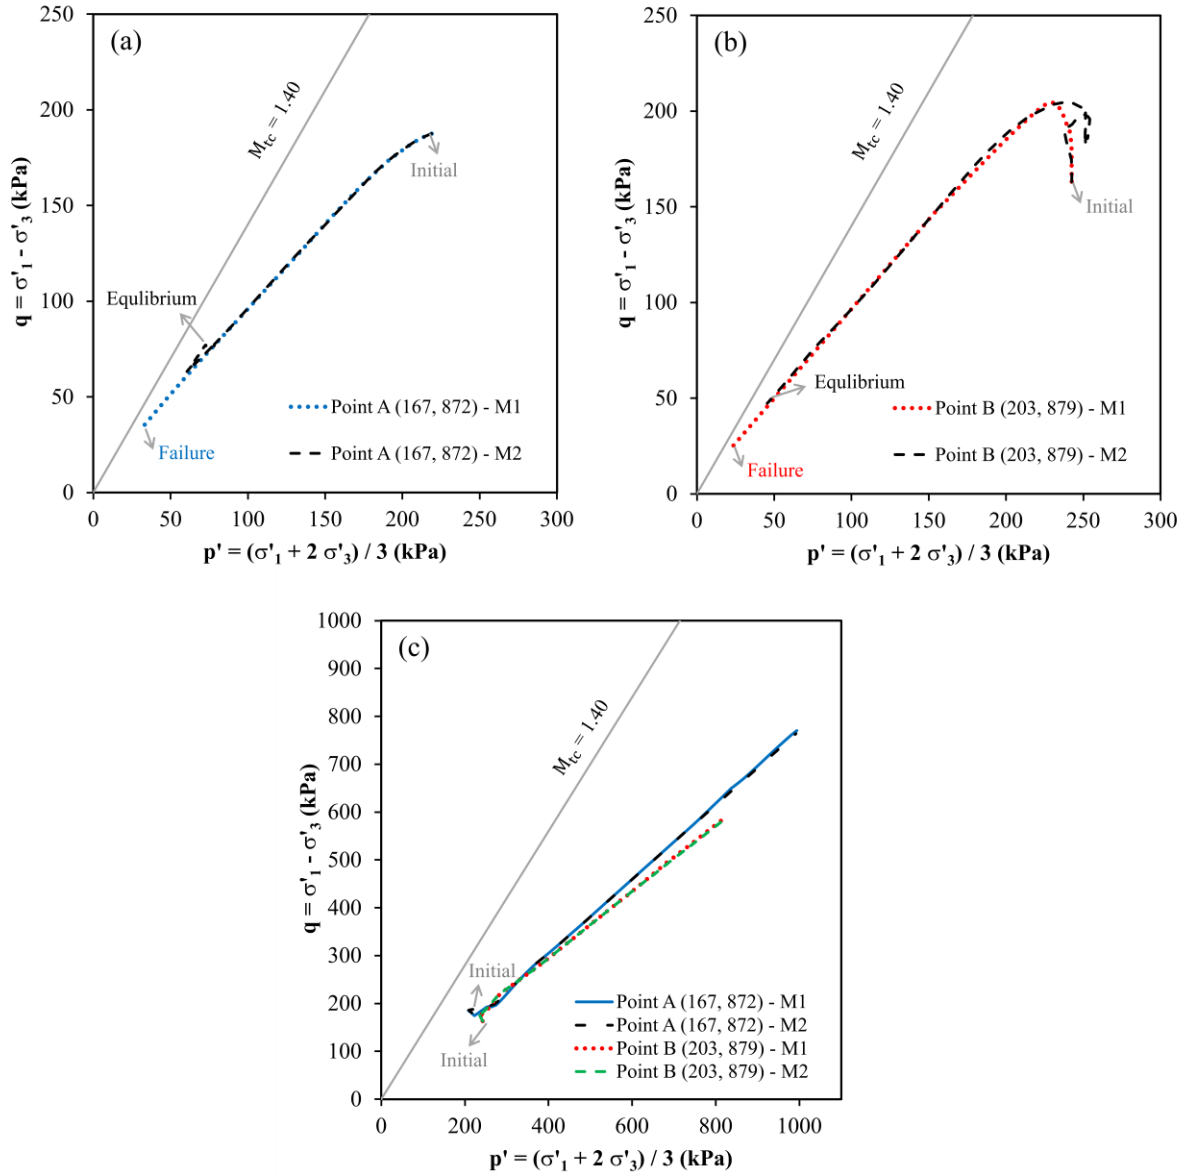 (a)
250
200
150
100
50
0
q = σ'1 - σ'3 (kPa)
Mtc = 1.40
Initial
Equlibrium
Point A (167, 872) - M1
Point A (167, 872) - M2
Failure
0 50 100 150 200 250 300
p' = (σ'1 + 2 σ'3) / 3 (kPa)
(b)
250
200
150
100
50
0
q = σ'1 - σ'3 (kPa)
Mtc = 1.40
Initial
Equlibrium
Point B (203, 879) - M1
Point B (203, 879) - M2
Failure
0 50 100 150 200 250 300
p' = (σ'1 + 2 σ'3) / 3 (kPa)
(c)
1000
900
800
700
600
500
400
300
200
100
0
q = σ'1 - σ'3 (kPa)
Mtc = 1.40
Initial
Initial
Point A (167, 872) - M1
Point A (167, 872) - M2
Point B (203, 879) - M1
Point B (203, 879) - M2
0 200 400 600 800 1000
p' = (σ'1 + 2 σ'3) / 3 (kPa)